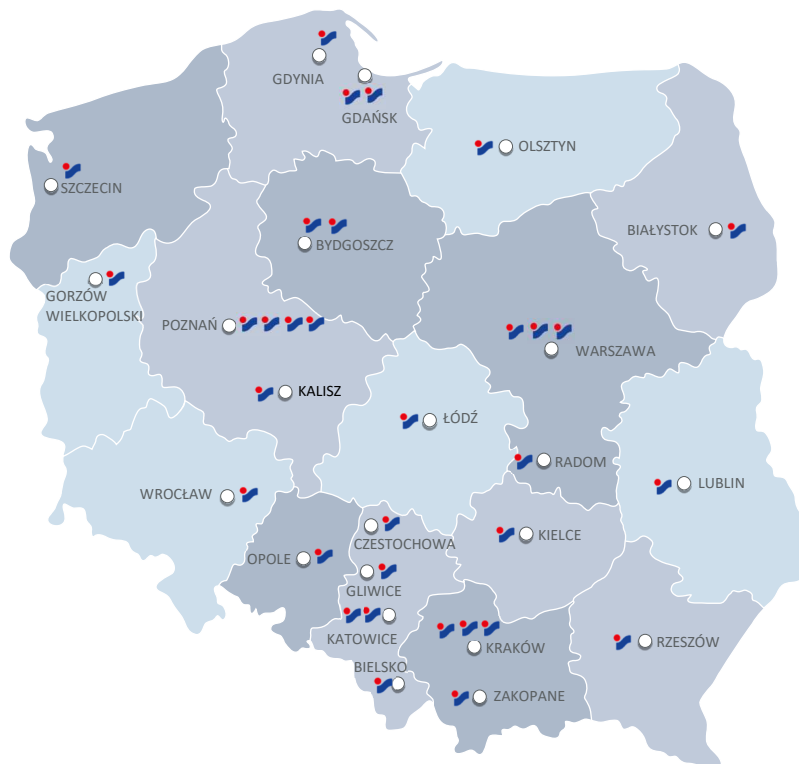 GDYNIA
GDAŃSK
OLSZTYN
SZCZECIN
BIAŁYSTOK
BYDGOSZCZ
GORZÓW
WIELKOPOLSKI
POZNAŃ
WARSZAWA
KALISZ
ŁÓDŹ
RADOM
LUBLIN
WROCŁAW
CZESTOCHOWA
KIELCE
OPOLE
GLIWICE
KATOWICE
KRAKÓW
RZESZÓW
BIELSKO
ZAKOPANE